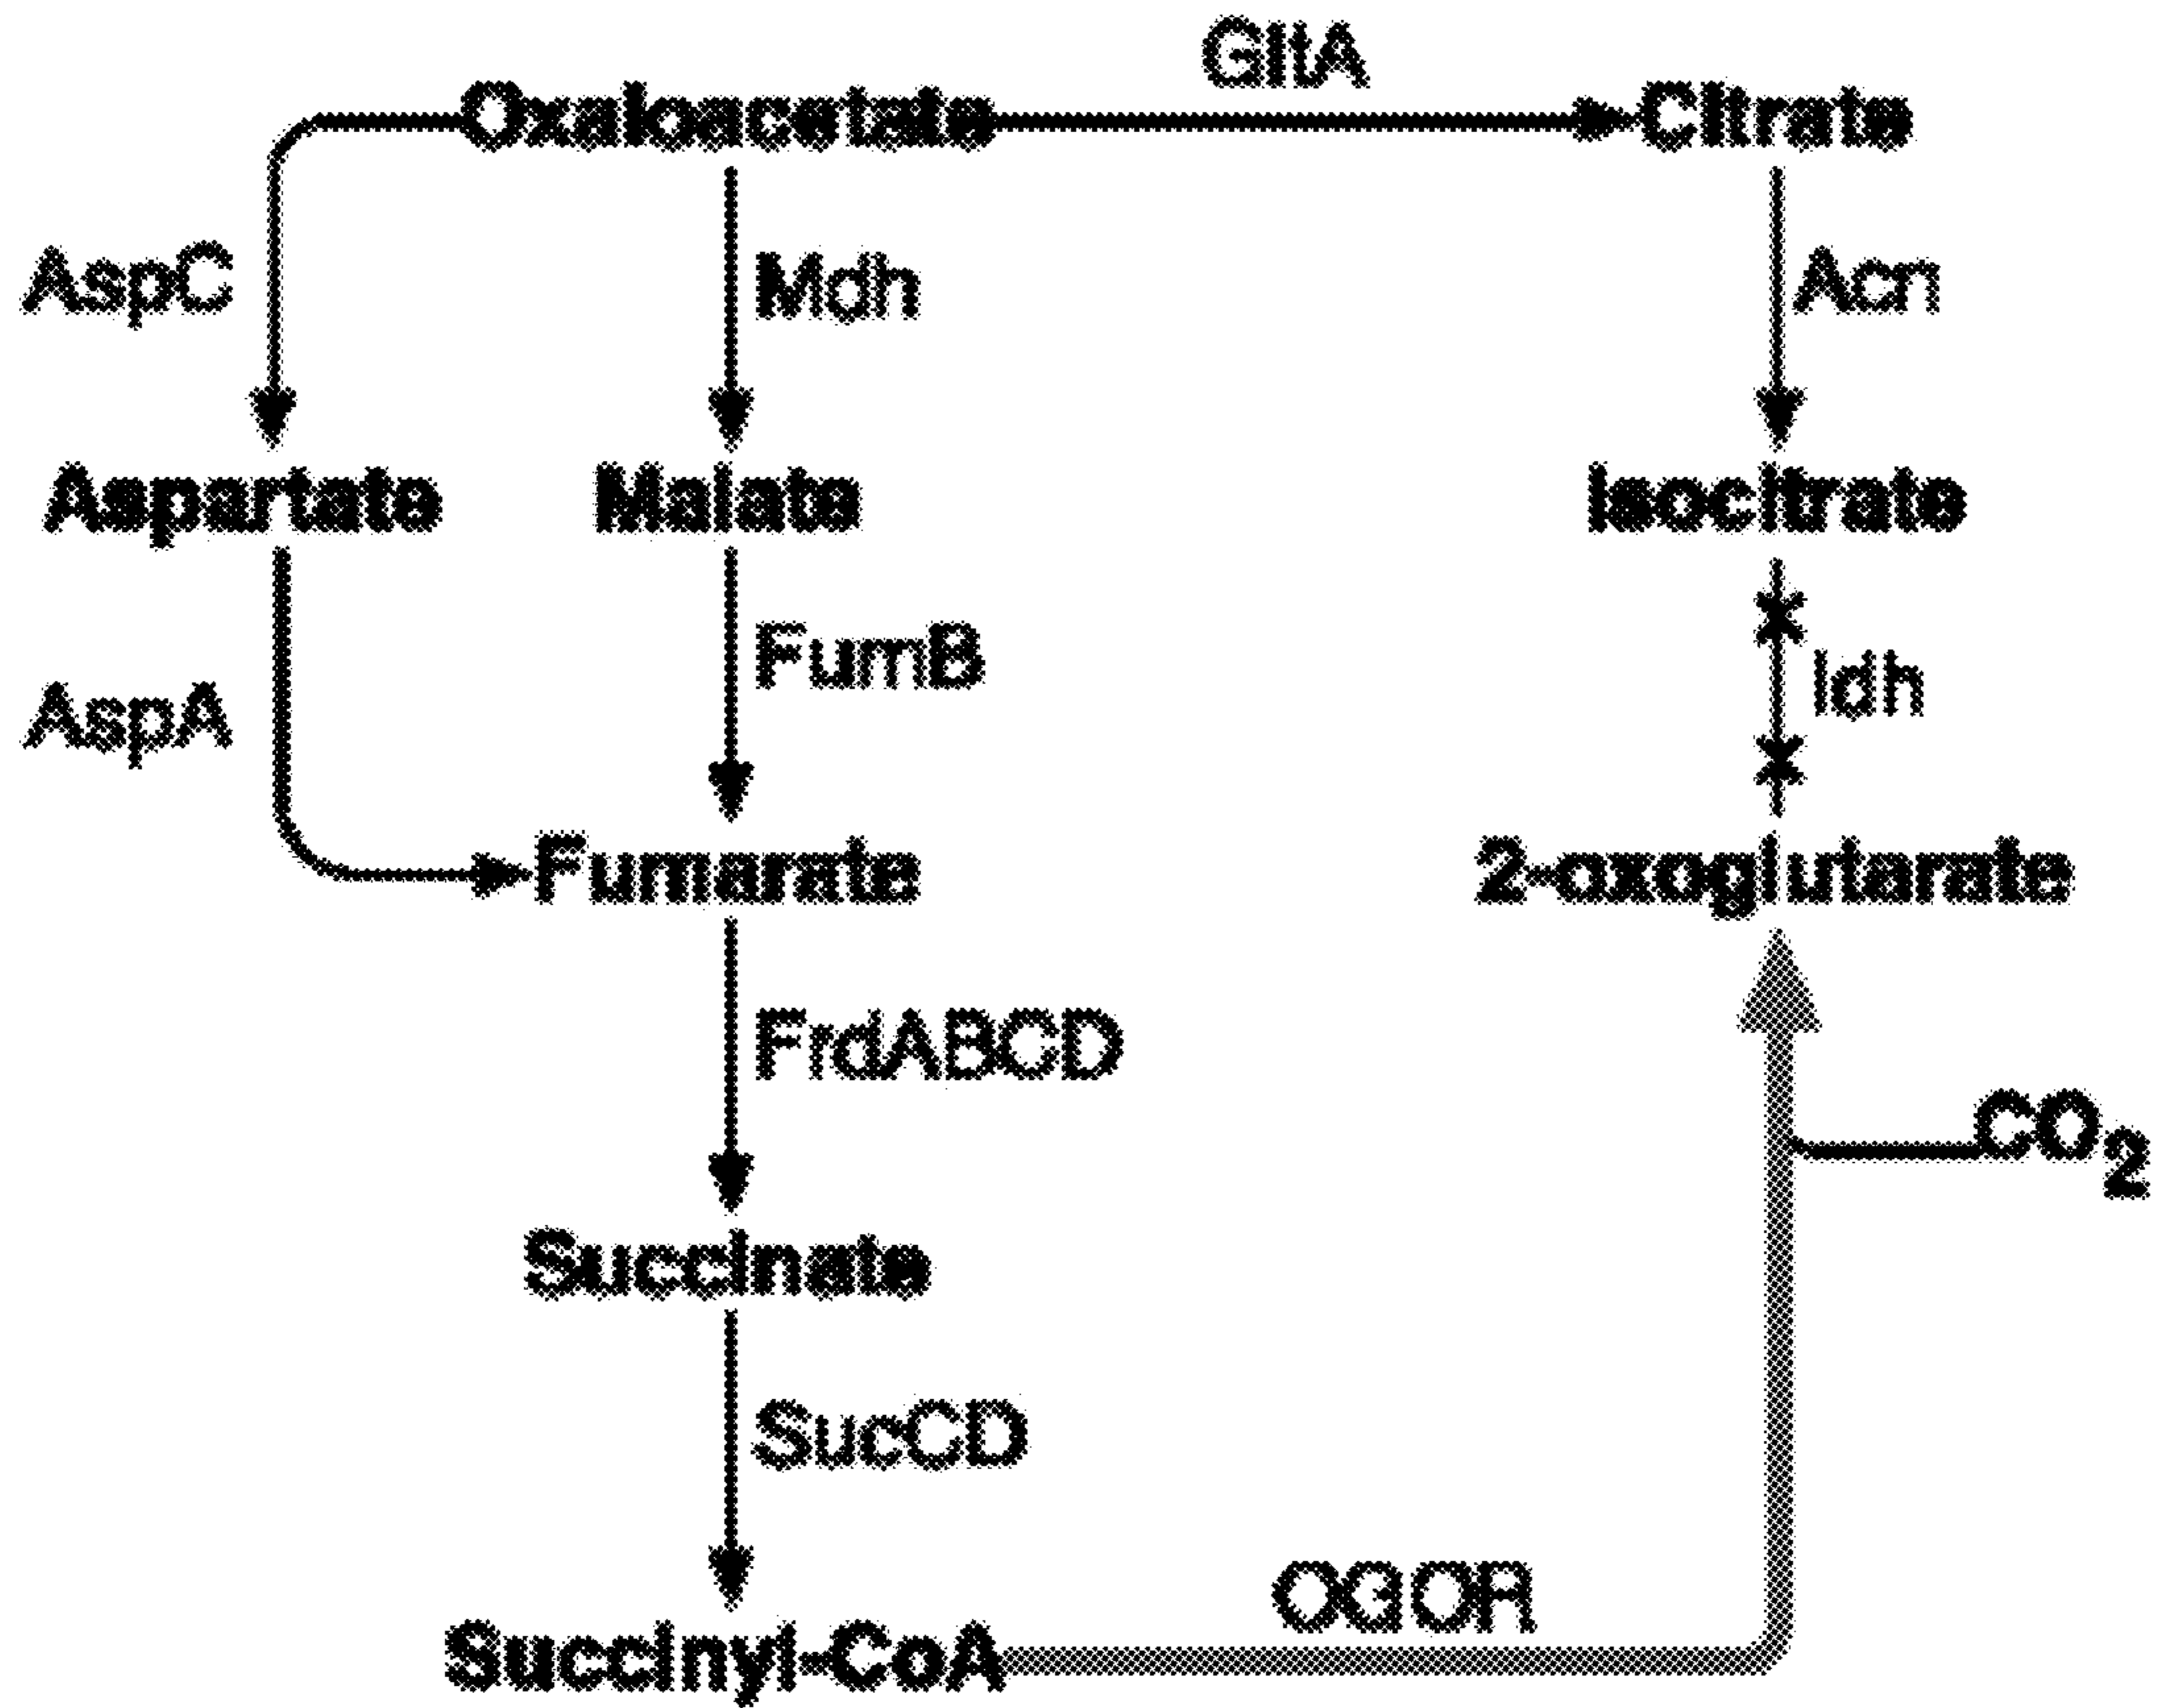 GltA
Oxaloacetate
Citrate
AspC
Mdh
Acn
Aspartate
Malate
Isocitrate
AspA
FumB
Idh
Fumarate
2-oxoglutarate
FrdABCD
CO2
Succinate
SucCD
OGOR
Succinyl-CoA